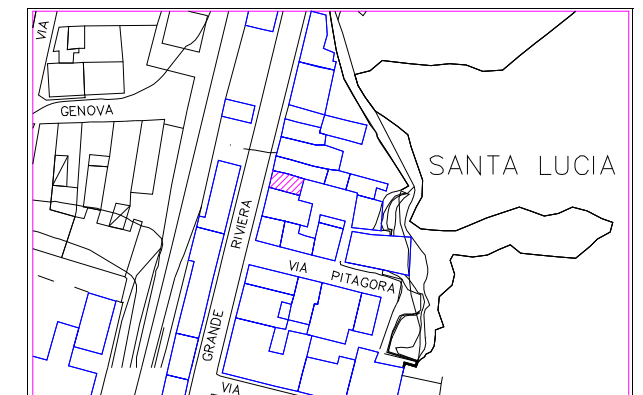 VIA
GENOVA
SANTA LUCIA
RIVIERA
VIA PITAGORA
GRANDE
VIA